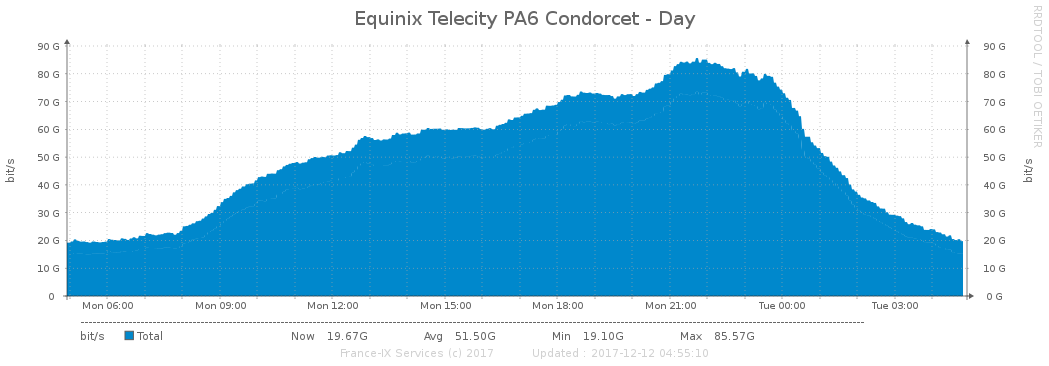 Equinix Telecity PA6 Condorcet - Day
RRDTOOL / TOBI OETIKER
90 G 90 G
80 G 80 G
70 G 70 G
60 G 60 G
50 G 50 G
40 G 40 G
30 G 30 G
20 G 20 G
10 G 10 G
0 0 G
bit/s bit/s
Mon 06:00 Mon 09:00 Mon 12:00 Mon 15:00 Mon 18:00 Mon 21:00 Tue 00:00 Tue 03:00
bit/s Total Now 19.67G Avg 51.50G Min 19.10G Max 85.57G
France-IX Services (c) 2017 Updated : 2017-12-12 04:55:10